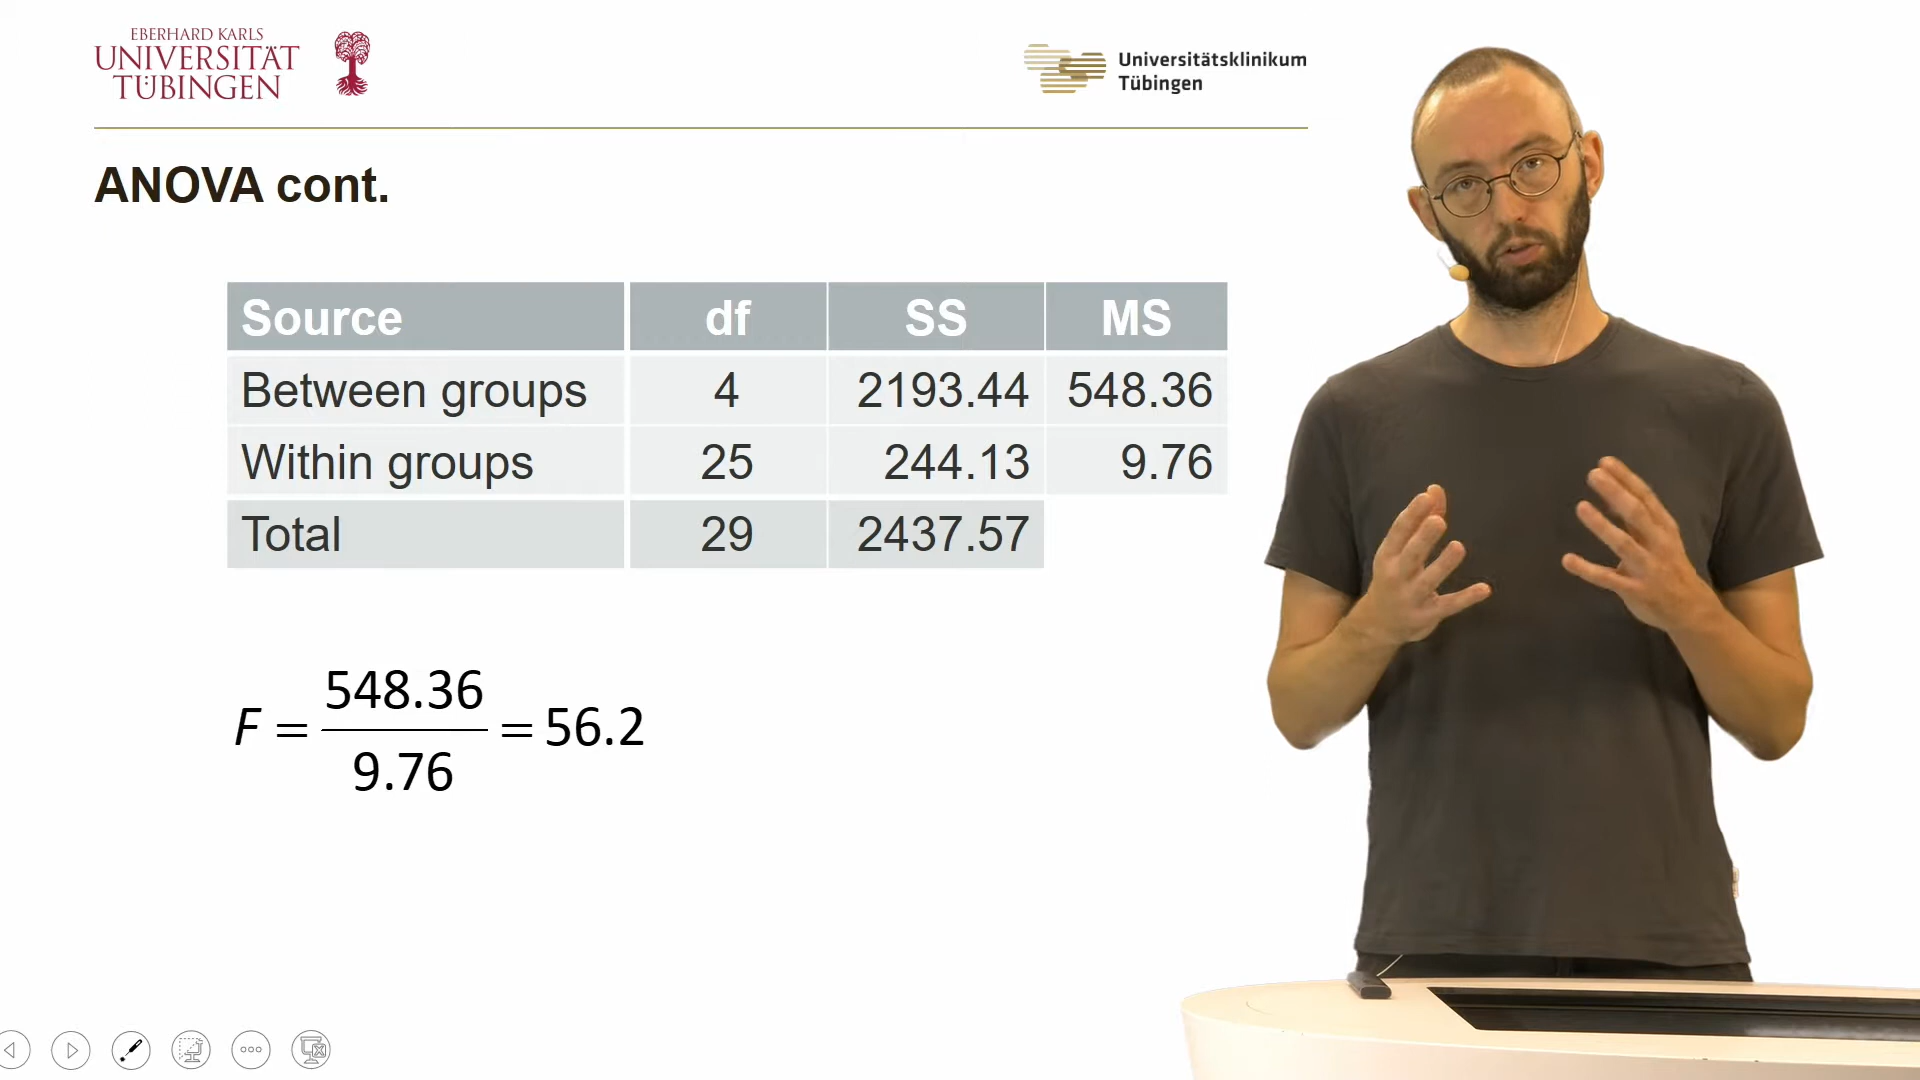 EBERHARD KARLS
UNIVERSITÄT
TÜBINGEN
Universitätsklinikum
Tübingen
ANOVA cont.
Source df SS MS
Between groups 4 2193.44 548.36
Within groups 25 244.13 9.76
Total 29 2437.57
F = 548.36 / 9.76 = 56.2